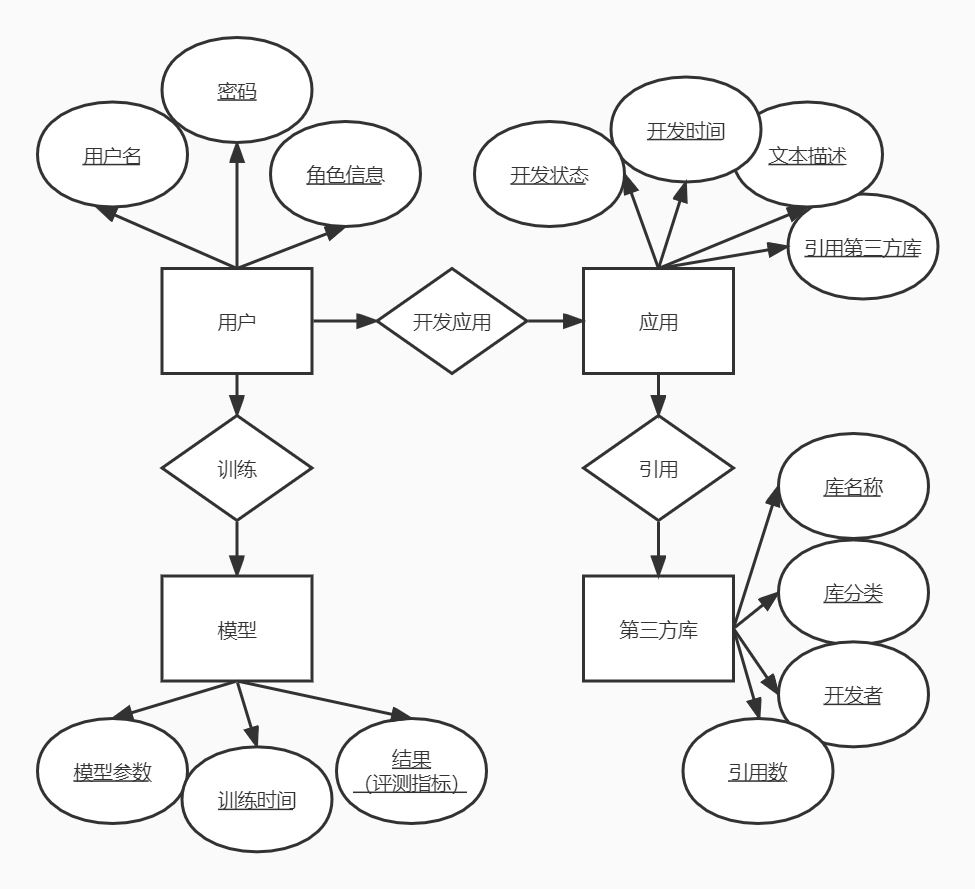 密码
用户名
角色信息
开发状态
开发时间
文本描述
引用第三方库
用户
开发应用
应用
训练
引用
库名称
库分类
模型
第三方库
开发者
模型参数
训练时间
结果
（评测指标）
引用数